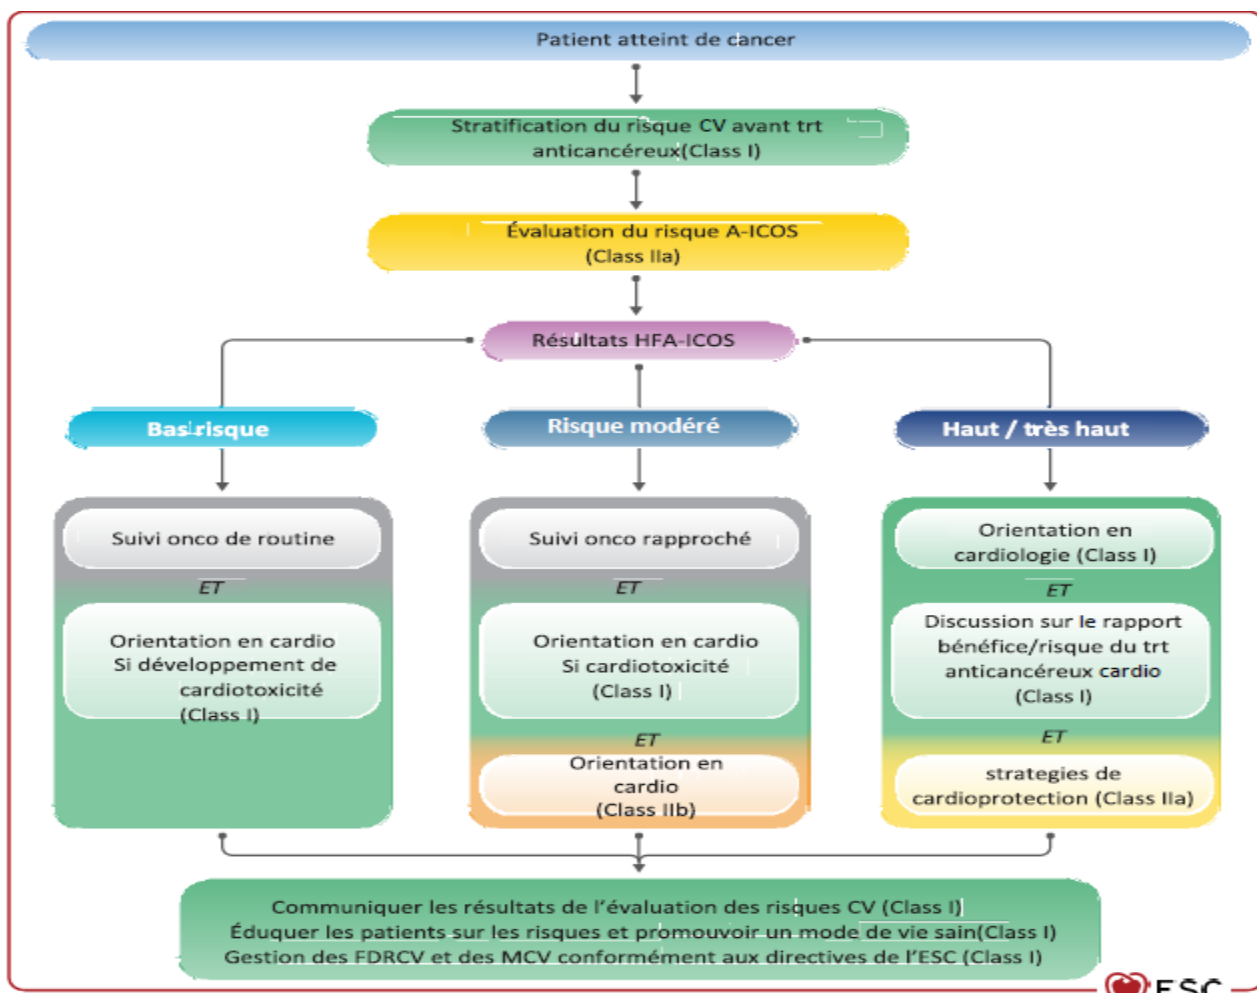 Patient atteint de cancer
Stratification du risque CV avant trt
anticancéreux(Class I)
Évaluation du risque A-ICOS
(Class IIa)
Résultats HFA-ICOS
Bas risque
Risque modéré
Haut / très haut
Suivi onco de routine
ET
Orientation en cardio
Si développement de
cardiotoxicité
(Class I)
Suivi onco rapproché
ET
Orientation en cardio
Si cardiotoxicité
(Class I)
ET
Orientation en
cardio
(Class IIb)
Orientation en
cardiologie (Class I)
ET
Discussion sur le rapport
bénéfice/risque du trt
anticancéreux cardio
(Class I)
ET
strategies de
cardioprotection (Class IIa)
Communiquer les résultats de l'évaluation des risques CV (Class I)
Éduquer les patients sur les risques et promouvoir un mode de vie sain(Class I)
Gestion des FDRCV et des MCV conformément aux directives de l'ESC (Class I)
ESC